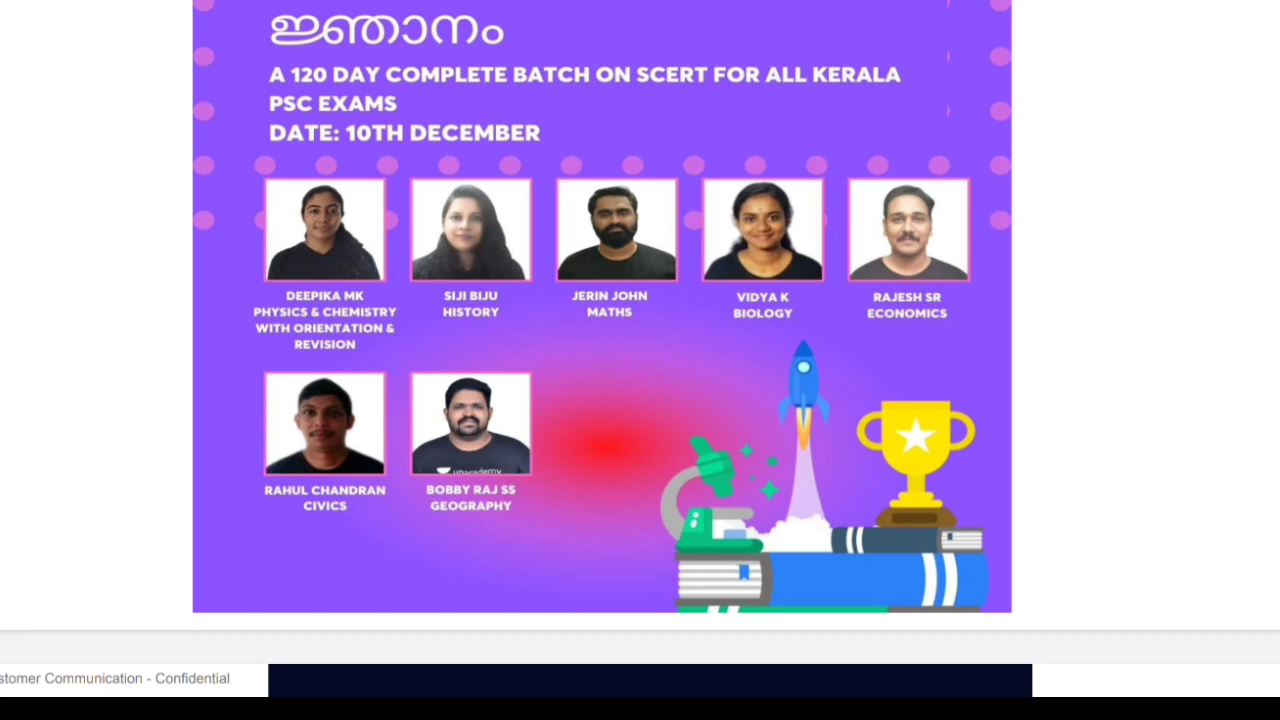 ജ്ഞാനം
A 120 DAY COMPLETE BATCH ON SCERT FOR ALL KERALA
PSC EXAMS
DATE: 10TH DECEMBER
DEEPIKA MK
PHYSICS & CHEMISTRY
WITH ORIENTATION &
REVISION
SIJI BIJU
HISTORY
JERIN JOHN
MATHS
VIDYA K
BIOLOGY
RAJESH SR
ECONOMICS
unacademy
RAHUL CHANDRAN
CIVICS
BOBBY RAJ SS
GEOGRAPHY
stomer Communication - Confidential